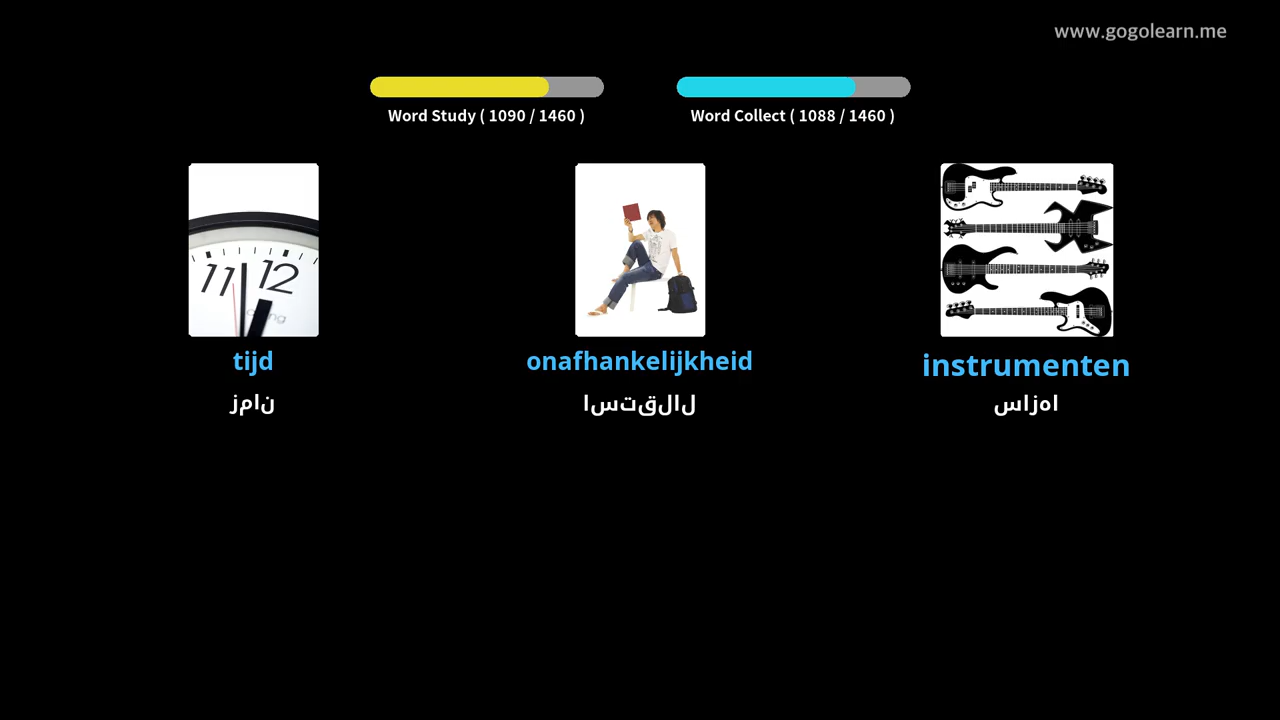 www.gogolearn.me
Word Study ( 1090 / 1460 )
Word Collect ( 1088 / 1460 )
11 12
tijd
زمان
onafhankelijkheid
استقلال
instrumenten
سازها